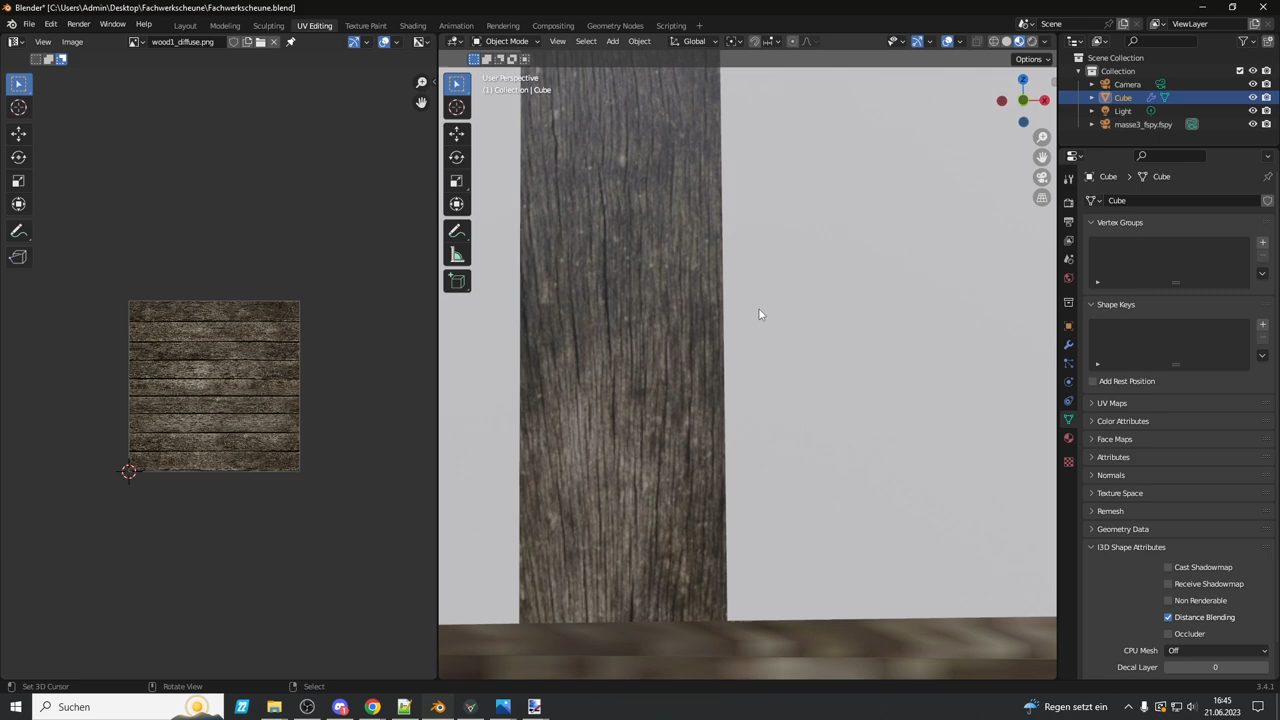 Blender* [C:\Users\Admin\Desktop\Fachwerkscheune\Fachwerkscheune.blend]
File Edit Render Window Help Layout Modeling Sculpting UV Editing Texture Paint Shading Animation Rendering Compositing Geometry Nodes Scripting + Scene ViewLayer
View Image wood1_diffuse.png Object Mode View Select Add Object Global
Options
User Perspective
(1) Collection | Cube
Z
X
Scene Collection
Collection
Camera
Cube
Light
masse3_fspy.fspy
Cube > Cube
Cube
Vertex Groups
Shape Keys
Add Rest Position
UV Maps
Color Attributes
Face Maps
Attributes
Normals
Texture Space
Remesh
Geometry Data
I3D Shape Attributes
Cast Shadowmap
Receive Shadowmap
Non Renderable
Distance Blending
Occluder
CPU Mesh Off
Decal Layer 0
Set 3D Cursor Rotate View Select 3.4.1
Suchen Regen setzt ein 16:45
21.06.2023